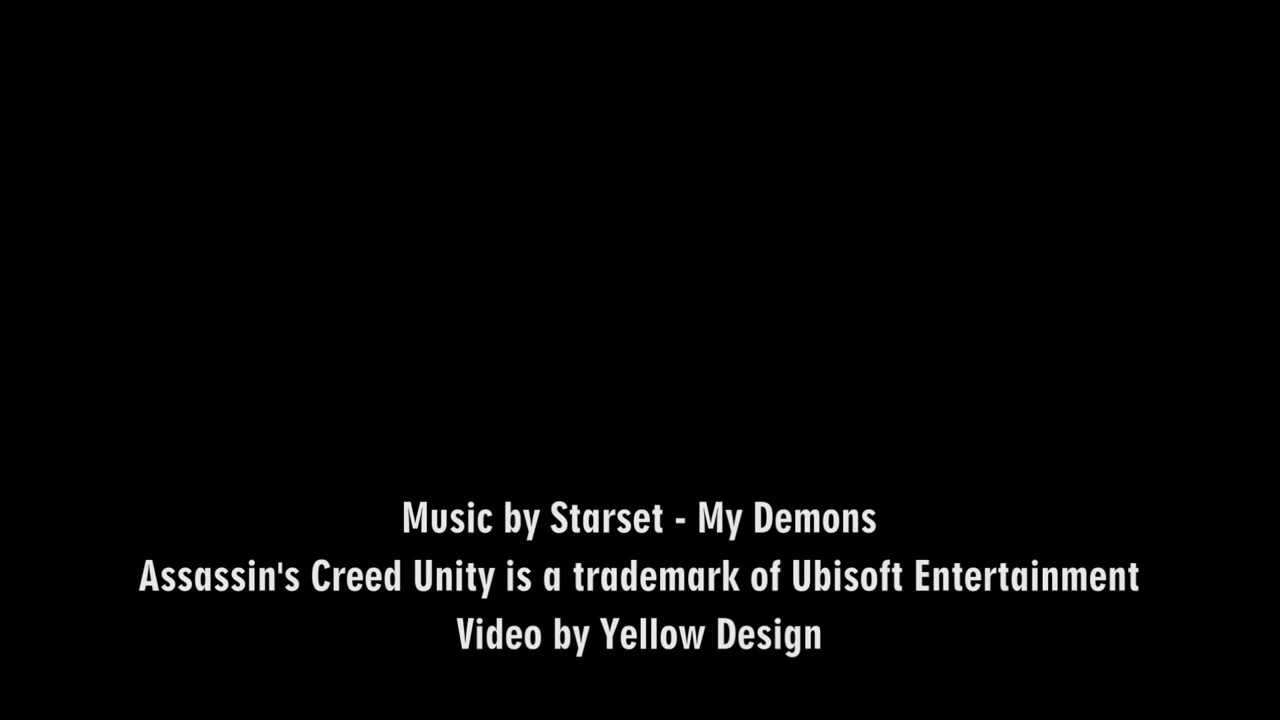 Music by Starset - My Demons
Assassin's Creed Unity is a trademark of Ubisoft Entertainment
Video by Yellow Design